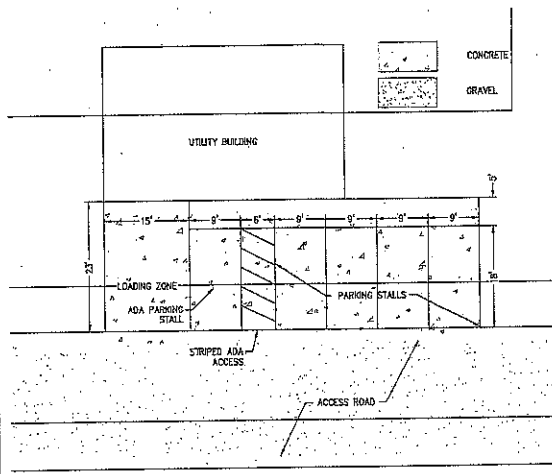 CONCRETE
GRAVEL
UTILITY BUILDING
15'
9'
6'
9'
9'
9'
9'
23'
LOADING ZONE
ADA PARKING
STALL
PARKING STALLS
STRIPED ADA
ACCESS
ACCESS ROAD